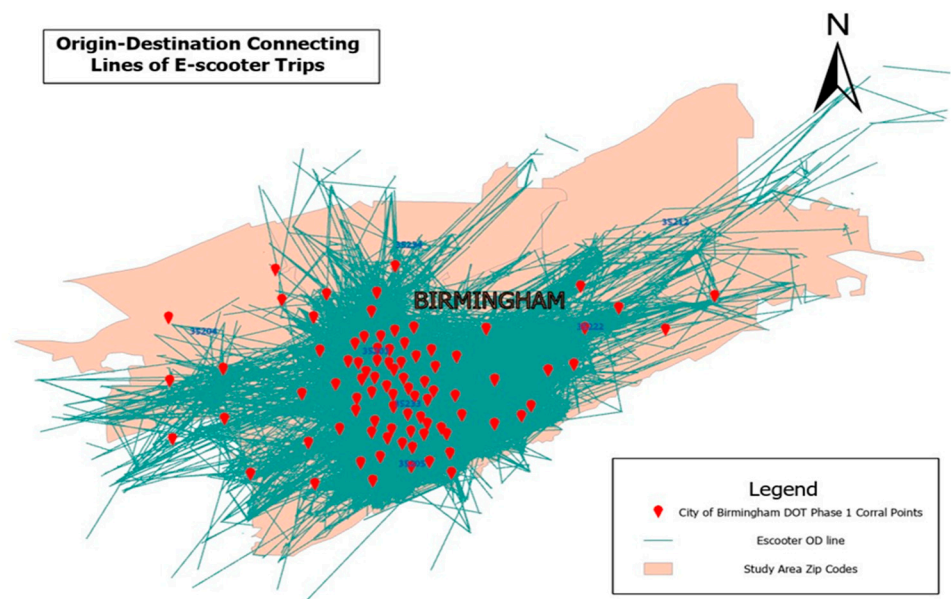 Origin-Destination Connecting
Lines of E-scooter Trips
N
35212
BIRMINGHAM
35222
35204
Legend
City of Birmingham DOT Phase 1 Corral Points
Escooter OD line
Study Area Zip Codes